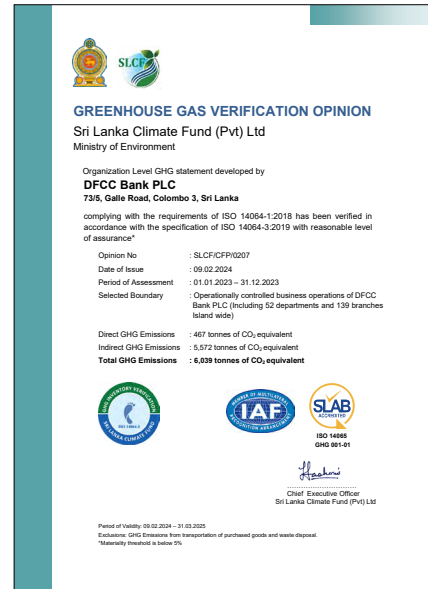 SLCF
GREENHOUSE GAS VERIFICATION OPINION
Sri Lanka Climate Fund (Pvt) Ltd
Ministry of Environment
Organization Level GHG statement developed by
DFCC Bank PLC
73/5, Galle Road, Colombo 3, Sri Lanka
complying with the requirements of ISO 14064-1:2018 has been verified in
accordance with the specification of ISO 14064-3:2019 with reasonable level
of assurance*
Opinion No : SLCF/CFP/0207
Date of Issue : 09.02.2024
Period of Assessment : 01.01.2023 – 31.12.2023
Selected Boundary : Operationally controlled business operations of DFCC
Bank PLC (Including 52 departments and 139 branches
Island wide)
Direct GHG Emissions : 467 tonnes of CO₂ equivalent
Indirect GHG Emissions : 5,572 tonnes of CO₂ equivalent
Total GHG Emissions : 6,039 tonnes of CO₂ equivalent
GHG INVENTORY VERIFICATION
ISO 14064-3
SRI LANKA CLIMATE FUND
MEMBER OF MULTILATERAL
IAF
RECOGNITION ARRANGEMENT
SLAB
ACCREDITED
ISO 14065
GHG 001-01
Chief Executive Officer
Sri Lanka Climate Fund (Pvt) Ltd
Period of Validity: 09.02.2024 – 31.03.2025
Exclusions: GHG Emissions from transportation of purchased goods and waste disposal.
*Materiality threshold is below 5%